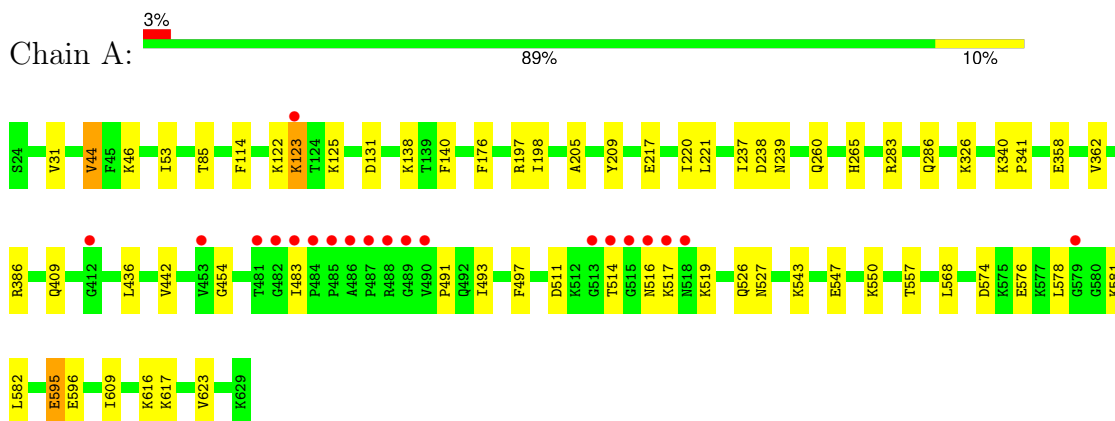 3%
Chain A:
89% 10%
S24 V31 V44 F45 K46 I53 T85 F114 K122 K123 T124 K125 D131 K138 T139 F140 F176 R197 I198 A205 Y209 E217 I220 L221 I237 D238 N239 Q260 H265 R283 Q286 K326 K340 P341 E358 V362
R386 Q409 G412 L436 V442 V453 G454 T481 G482 I483 P484 P485 A486 P487 R488 G489 V490 P491 Q492 I493 F497 D511 K512 G513 T514 G515 N516 K517 N518 K519 Q526 N527 K543 E547 K550 T557 L568 D574 K575 E576 K577 L578 G579 G580 K581
L582 E595 E596 I609 K616 K617 V623 K629